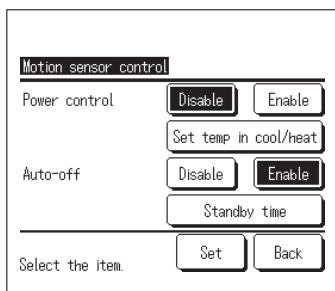 Motion sensor control
Power control Disable Enable
Set temp in cool/heat
Auto-off Disable Enable
Standby time
Set Back
Select the item.